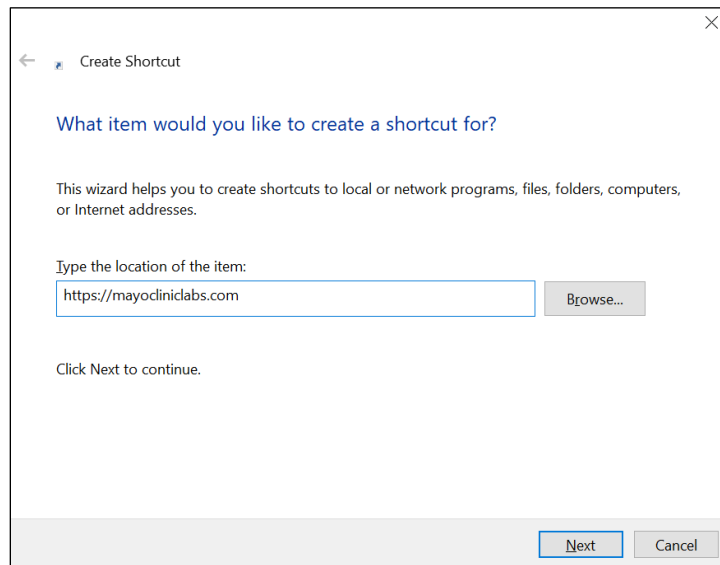 Create Shortcut
What item would you like to create a shortcut for?
This wizard helps you to create shortcuts to local or network programs, files, folders, computers,
or Internet addresses.
Type the location of the item:
https://mayocliniclabs.com
Browse...
Click Next to continue.
Next
Cancel